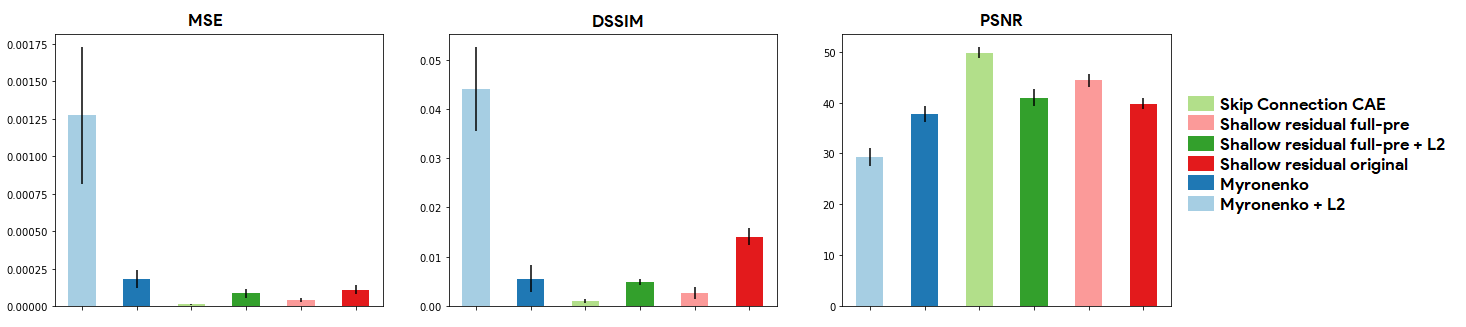 MSE
0.00175
0.00150
0.00125
0.00100
0.00075
0.00050
0.00025
0.00000
DSSIM
0.05
0.04
0.03
0.02
0.01
0.00
PSNR
50
40
30
20
10
0
Skip Connection CAE
Shallow residual full-pre
Shallow residual full-pre + L2
Shallow residual original
Myronenko
Myronenko + L2